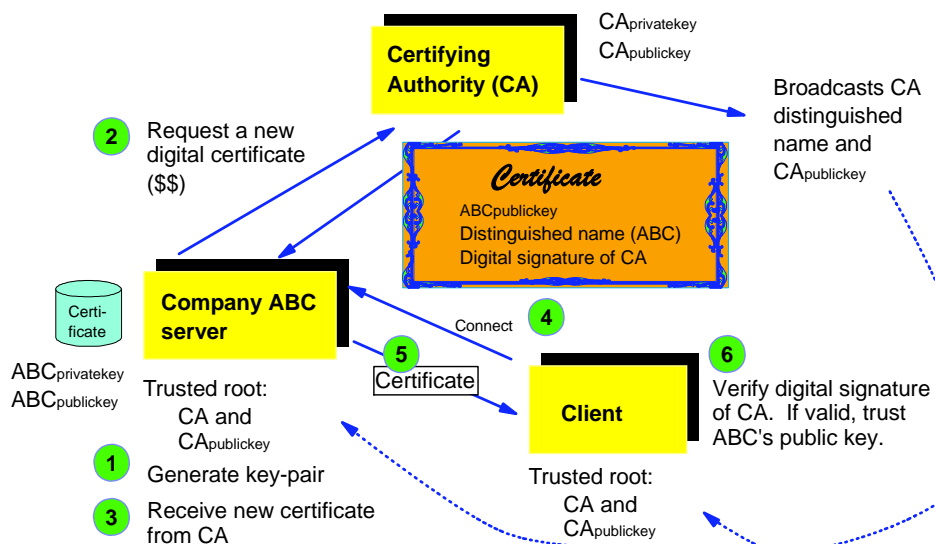 CAprivatekey
CApublickey
Certifying
Authority (CA)
Broadcasts CA
distinguished
name and
CApublickey
2
Request a new
digital certificate
($$)
Certificate
ABCpublickey
Distinguished name (ABC)
Digital signature of CA
Certi-
ficate
Company ABC
server
Connect
4
5
Certificate
6
Verify digital signature
of CA. If valid, trust
ABC's public key.
ABCprivatekey
ABCpublickey
Trusted root:
CA and
CApublickey
Client
Trusted root:
CA and
CApublickey
1
Generate key-pair
3
Receive new certificate
from CA